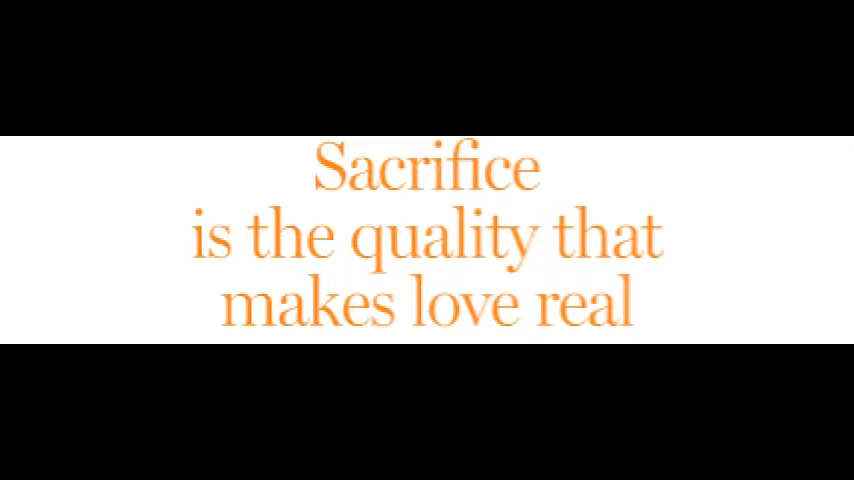 Sacrifice
is the quality that
makes love real